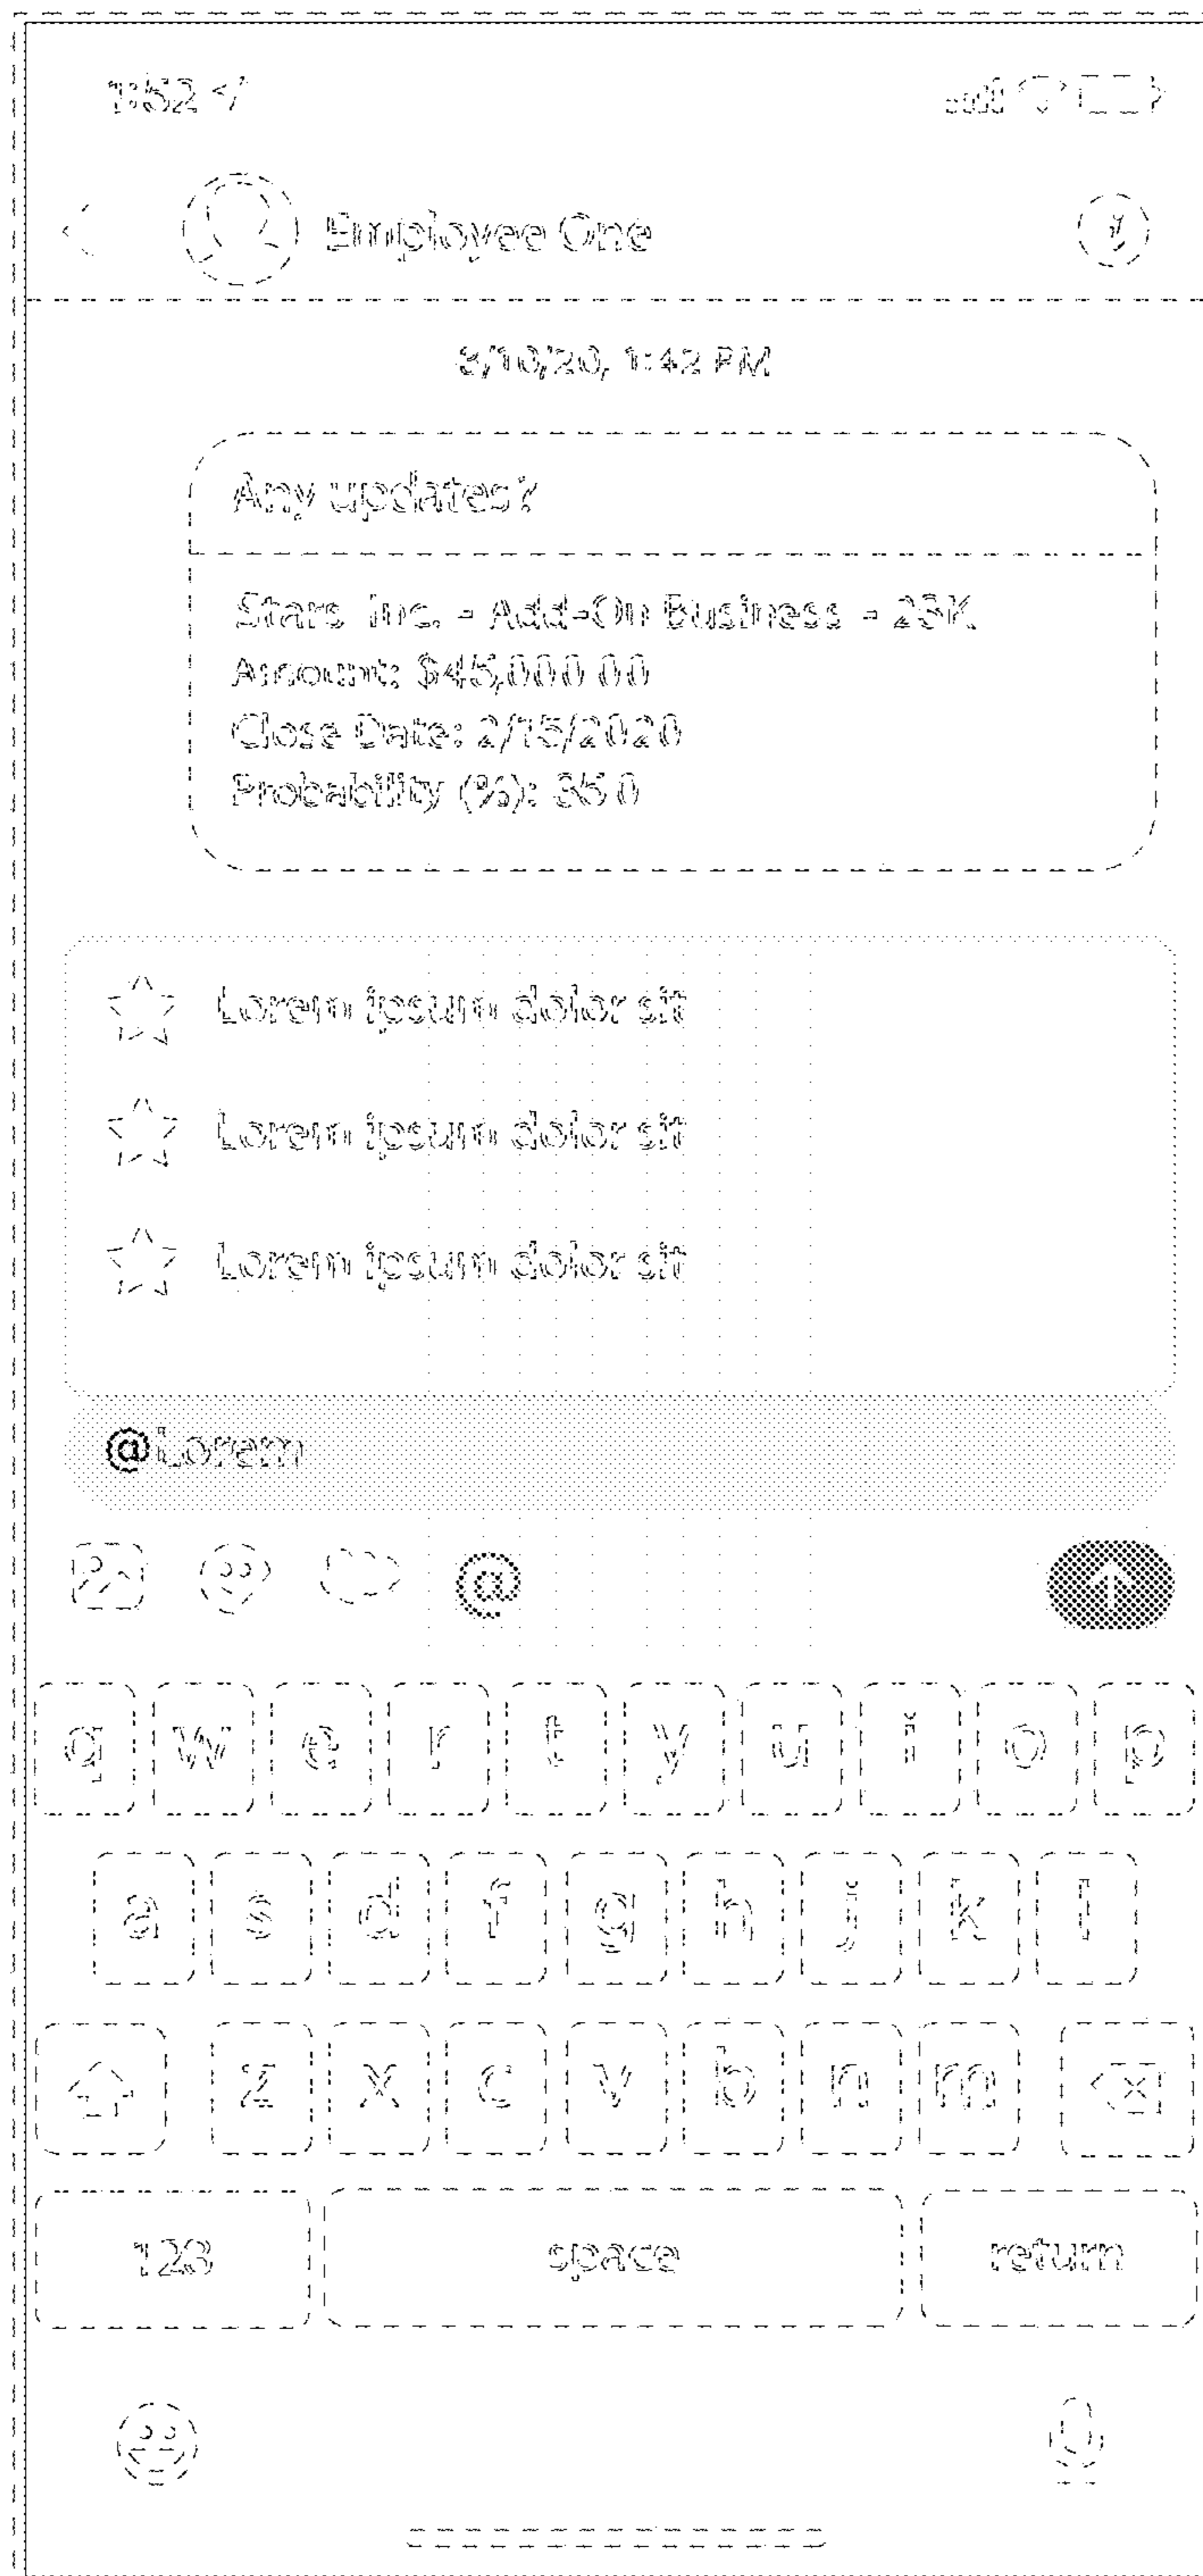 1:52
Employee One
8/10/20, 1:42 PM
Any updates?
Stars Inc. - Add-On Business - 23K
Amount: $45,000.00
Close Date: 2/15/2020
Probability (%): 35.0
Lorem ipsum dolor sit
Lorem ipsum dolor sit
Lorem ipsum dolor sit
@Lorem
@
q w e r t y u i o p
a s d f g h j k l
z x c v b n m
123 space return